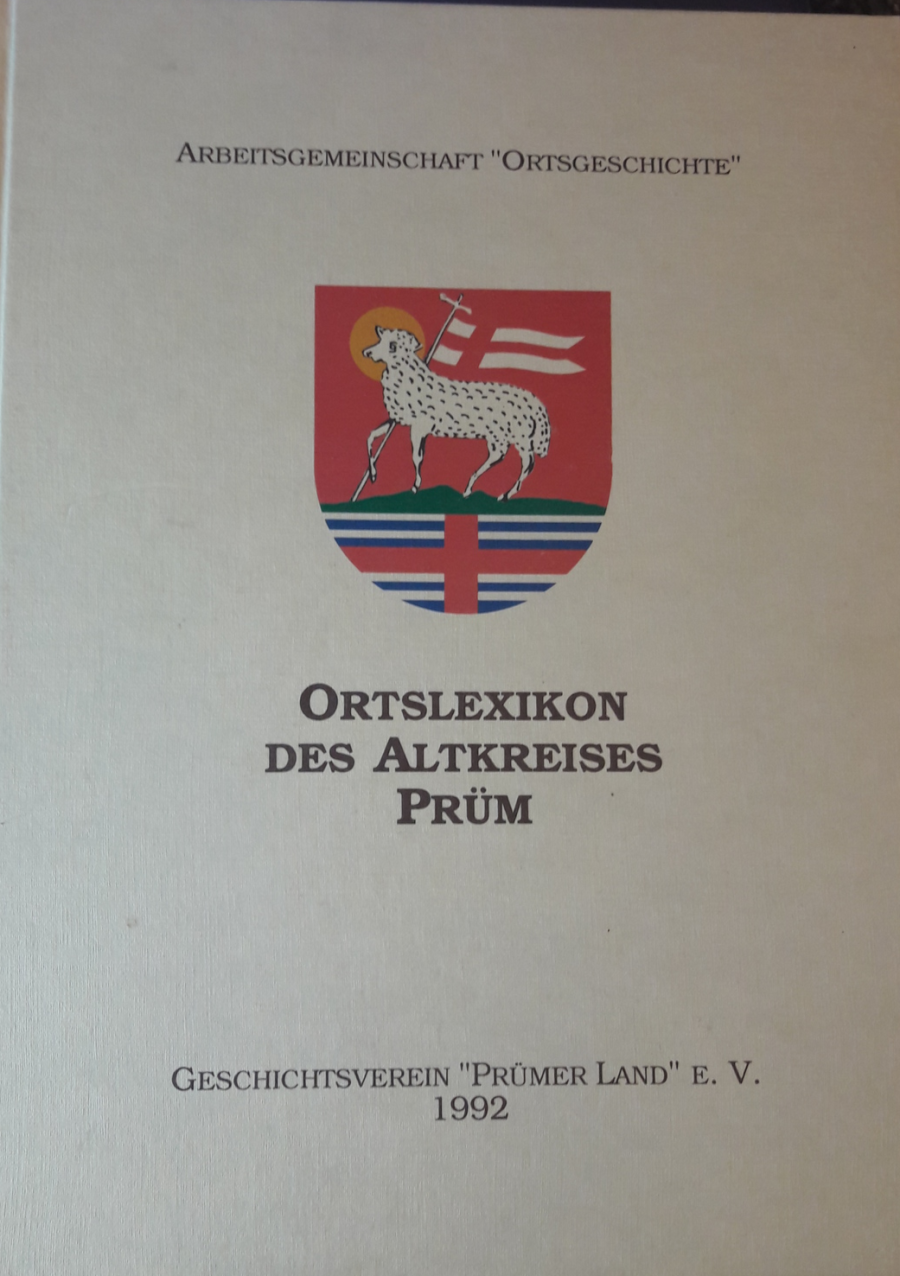 ARBEITSGEMEINSCHAFT "ORTSGESCHICHTE"
ORTSLEXIKON
DES ALTKREISES
PRÜM
GESCHICHTSVEREIN "PRÜMER LAND" E. V.
1992